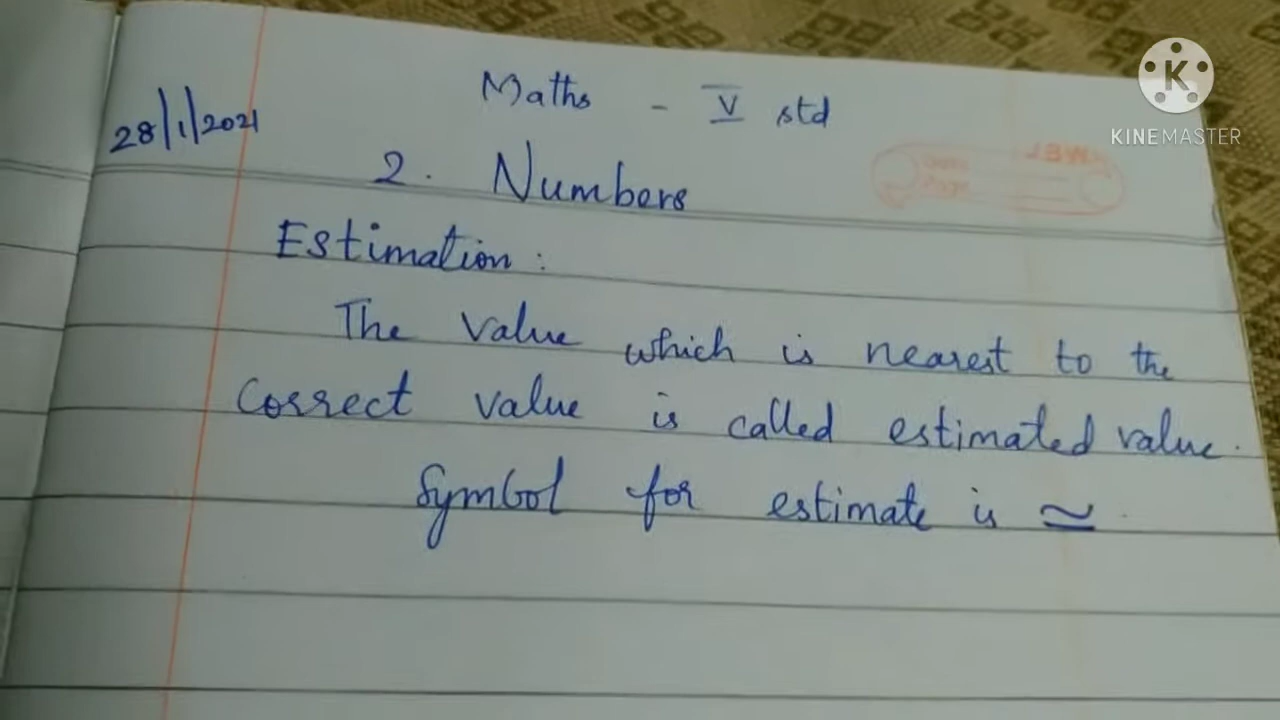 Maths - V std
28/1/2021
2. Numbers
Estimation:
The value which is nearest to the
correct value is called estimated value.
Symbol for estimate is ≃
K
KINEMASTER